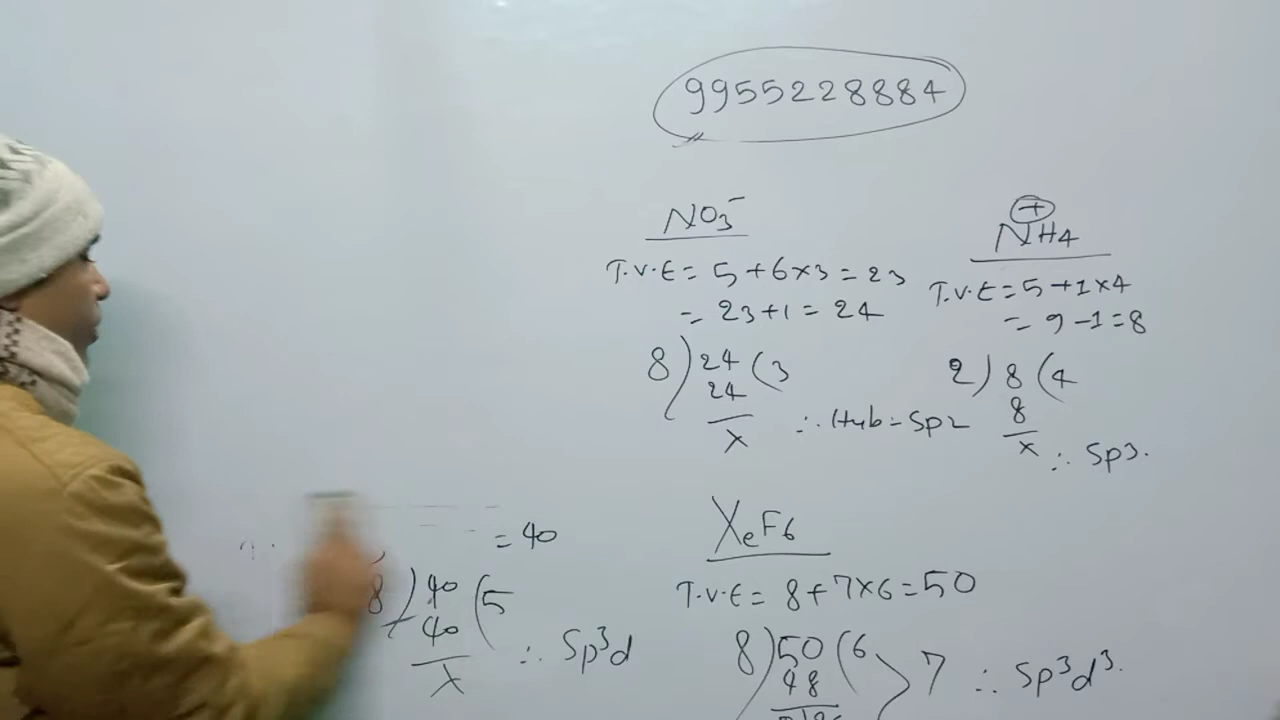 9955228884
NO3-
T.V.E = 5+6×3 = 23
= 23+1 = 24
8)24(3
24
×
∴ Hyb = Sp2
+
NH4
T.V.E = 5+1×4
= 9-1=8
2)8(4
8
×
∴ Sp3.
= 40
8)40(5
40
×
∴ Sp³d
XeF6
T.V.E = 8+7×6=50
8)50(6
48
7 ∴ Sp³d³.